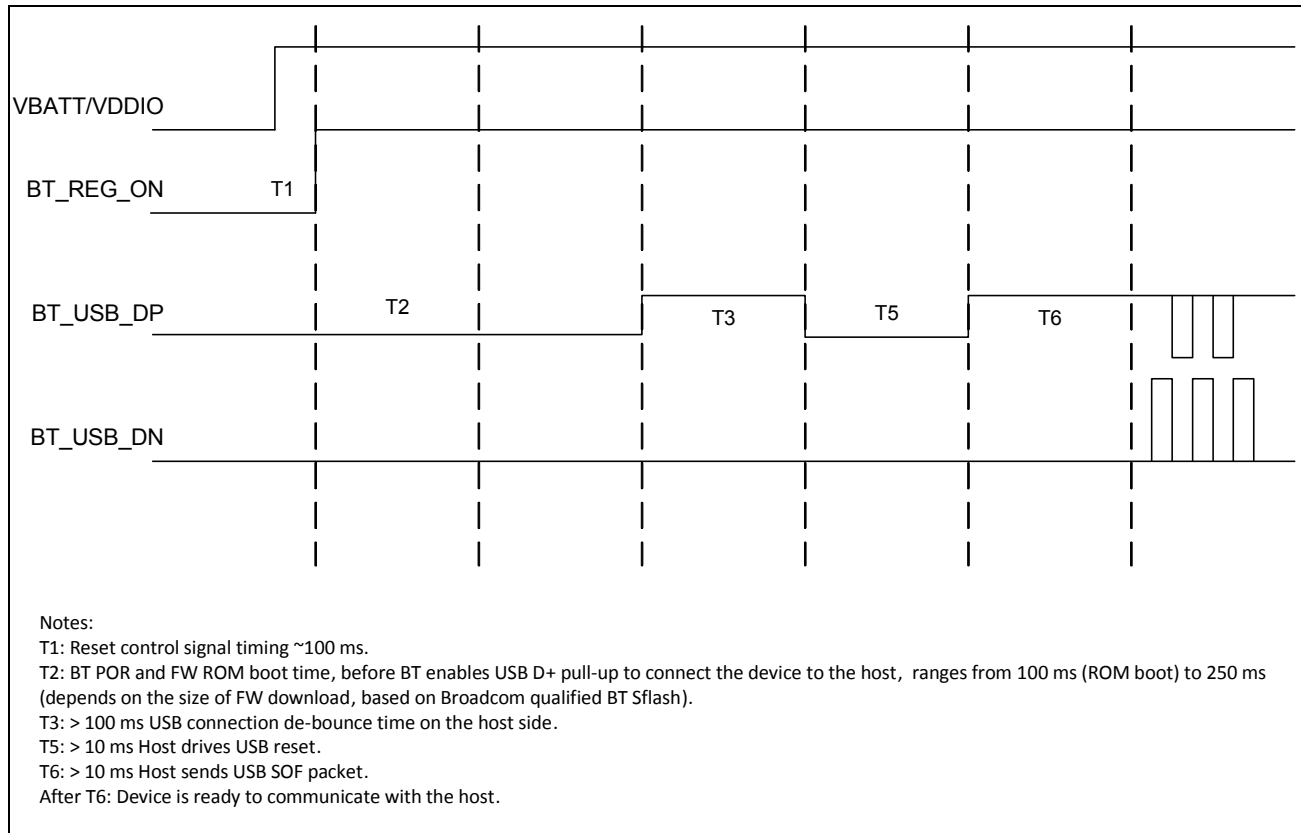 VBATT/VDDIO
BT_REG_ON
T1
BT_USB_DP
T2
T3
T5
T6
BT_USB_DN
Notes:
T1: Reset control signal timing ~100 ms.
T2: BT POR and FW ROM boot time, before BT enables USB D+ pull-up to connect the device to the host, ranges from 100 ms (ROM boot) to 250 ms
(depends on the size of FW download, based on Broadcom qualified BT Sflash).
T3: > 100 ms USB connection de-bounce time on the host side.
T5: > 10 ms Host drives USB reset.
T6: > 10 ms Host sends USB SOF packet.
After T6: Device is ready to communicate with the host.